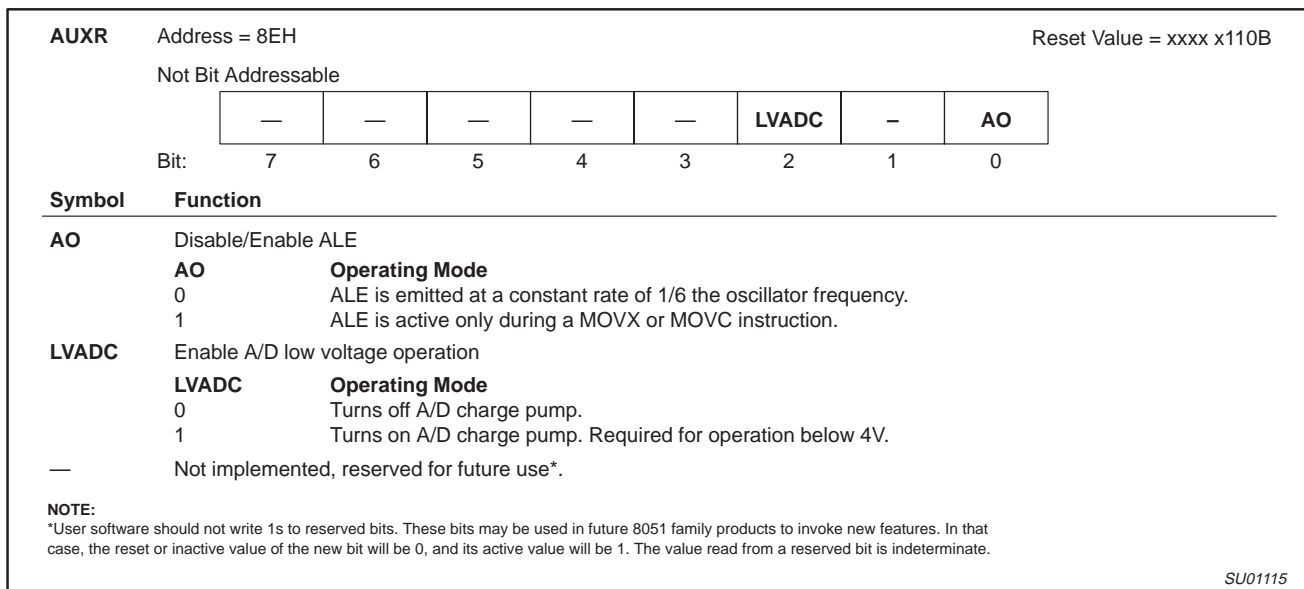 AUXR Address = 8EH Reset Value = xxxx x110B
Not Bit Addressable
— — — — — LVADC – AO
Bit: 7 6 5 4 3 2 1 0
Symbol Function
AO Disable/Enable ALE
AO Operating Mode
0 ALE is emitted at a constant rate of 1/6 the oscillator frequency.
1 ALE is active only during a MOVX or MOVC instruction.
LVADC Enable A/D low voltage operation
LVADC Operating Mode
0 Turns off A/D charge pump.
1 Turns on A/D charge pump. Required for operation below 4V.
— Not implemented, reserved for future use*.
NOTE:
*User software should not write 1s to reserved bits. These bits may be used in future 8051 family products to invoke new features. In that
case, the reset or inactive value of the new bit will be 0, and its active value will be 1. The value read from a reserved bit is indeterminate.
SU01115